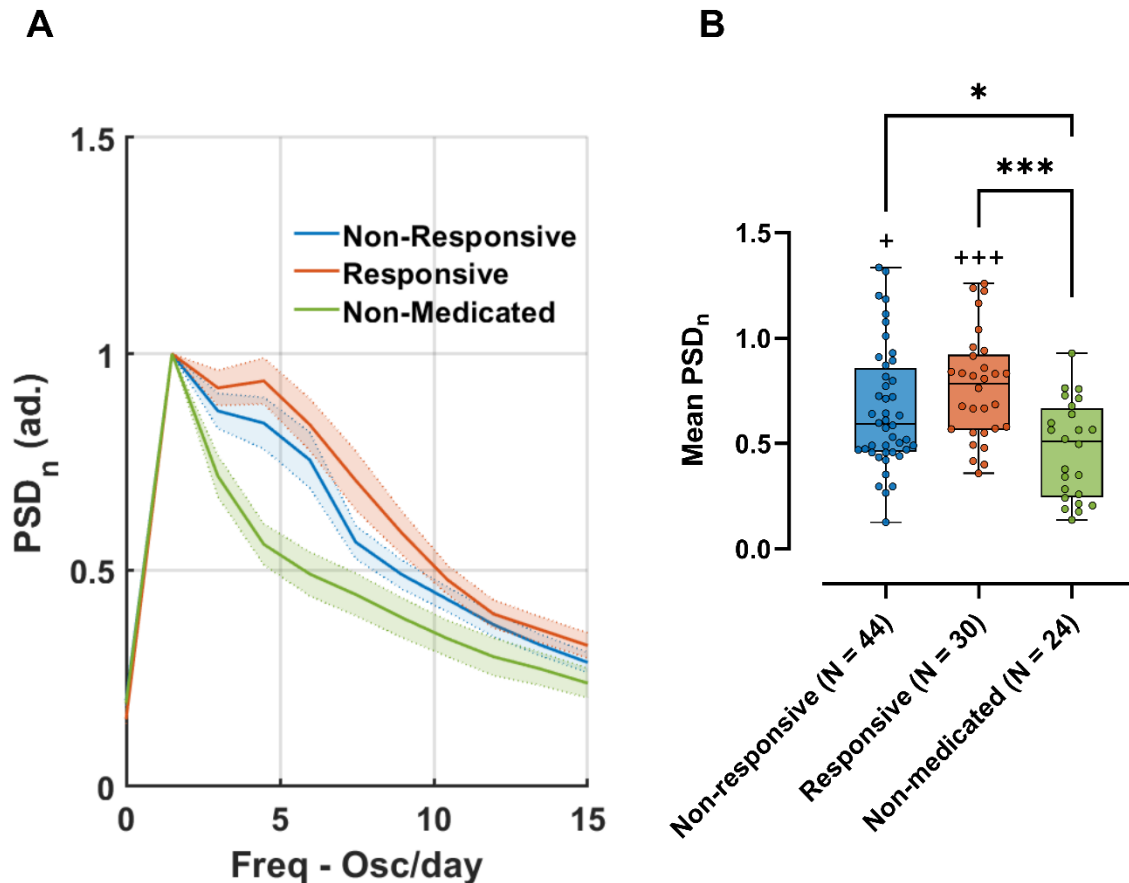 A
1.5
1
0.5
0
0
5
10
15
PSDn (ad.)
Freq - Osc/day
Non-Responsive
Responsive
Non-Medicated
B
*
***
+
+++
1.5
1.0
0.5
0.0
Mean PSDn
Non-responsive (N = 44)
Responsive (N = 30)
Non-medicated (N = 24)